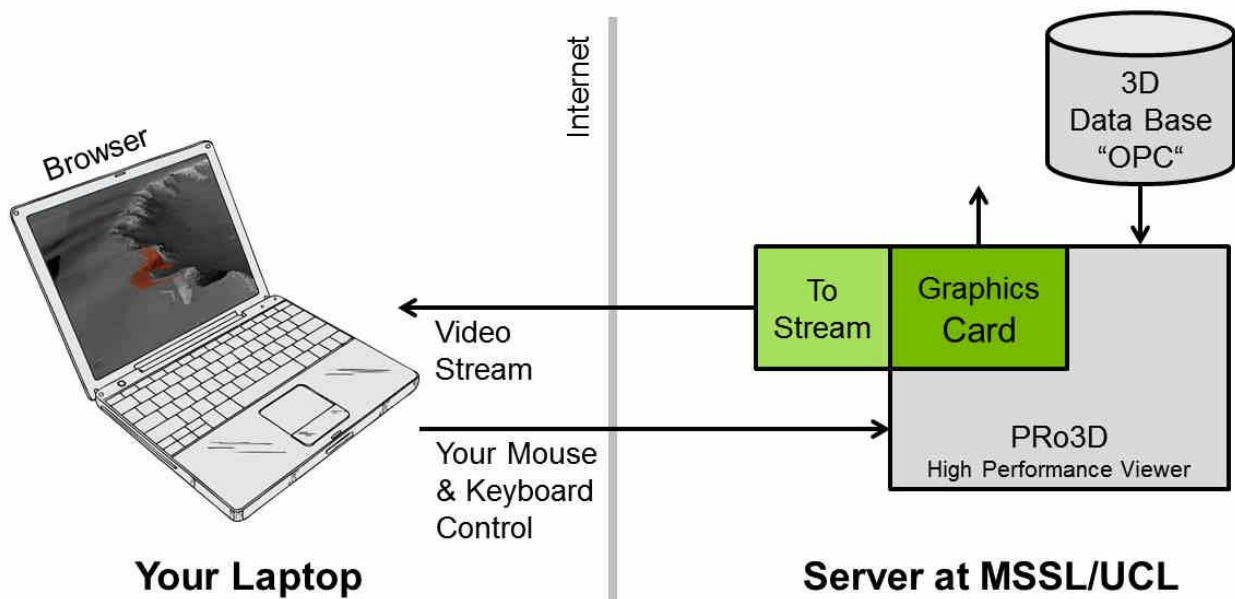 Browser
Internet
3D
Data Base
“OPC“
To
Stream
Graphics
Card
Video
Stream
Your Mouse
& Keyboard
Control
PRo3D
High Performance Viewer
Your Laptop
Server at MSSL/UCL